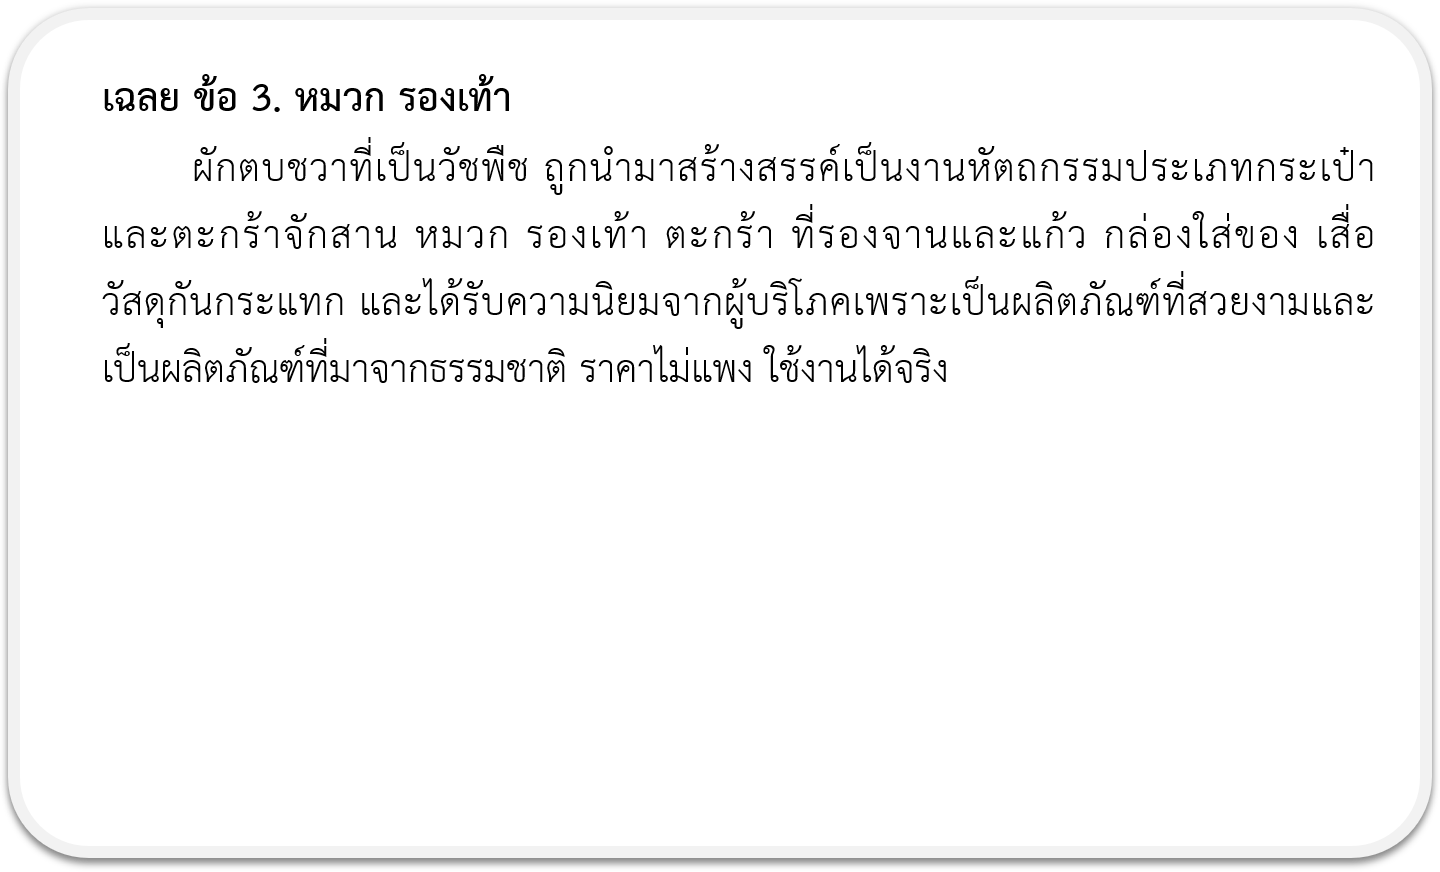 เฉลย ข้อ 3. หมวก รองเท้า
ผักตบชวาที่เป็นวัชพืช ถูกนำมาสร้างสรรค์เป็นงานหัตถกรรมประเภทกระเป๋า
และตะกร้าจักสาน หมวก รองเท้า ตะกร้า ที่รองจานและแก้ว กล่องใส่ของ เสื่อ
วัสดุกันกระแทก และได้รับความนิยมจากผู้บริโภคเพราะเป็นผลิตภัณฑ์ที่สวยงามและ
เป็นผลิตภัณฑ์ที่มาจากธรรมชาติ ราคาไม่แพง ใช้งานได้จริง